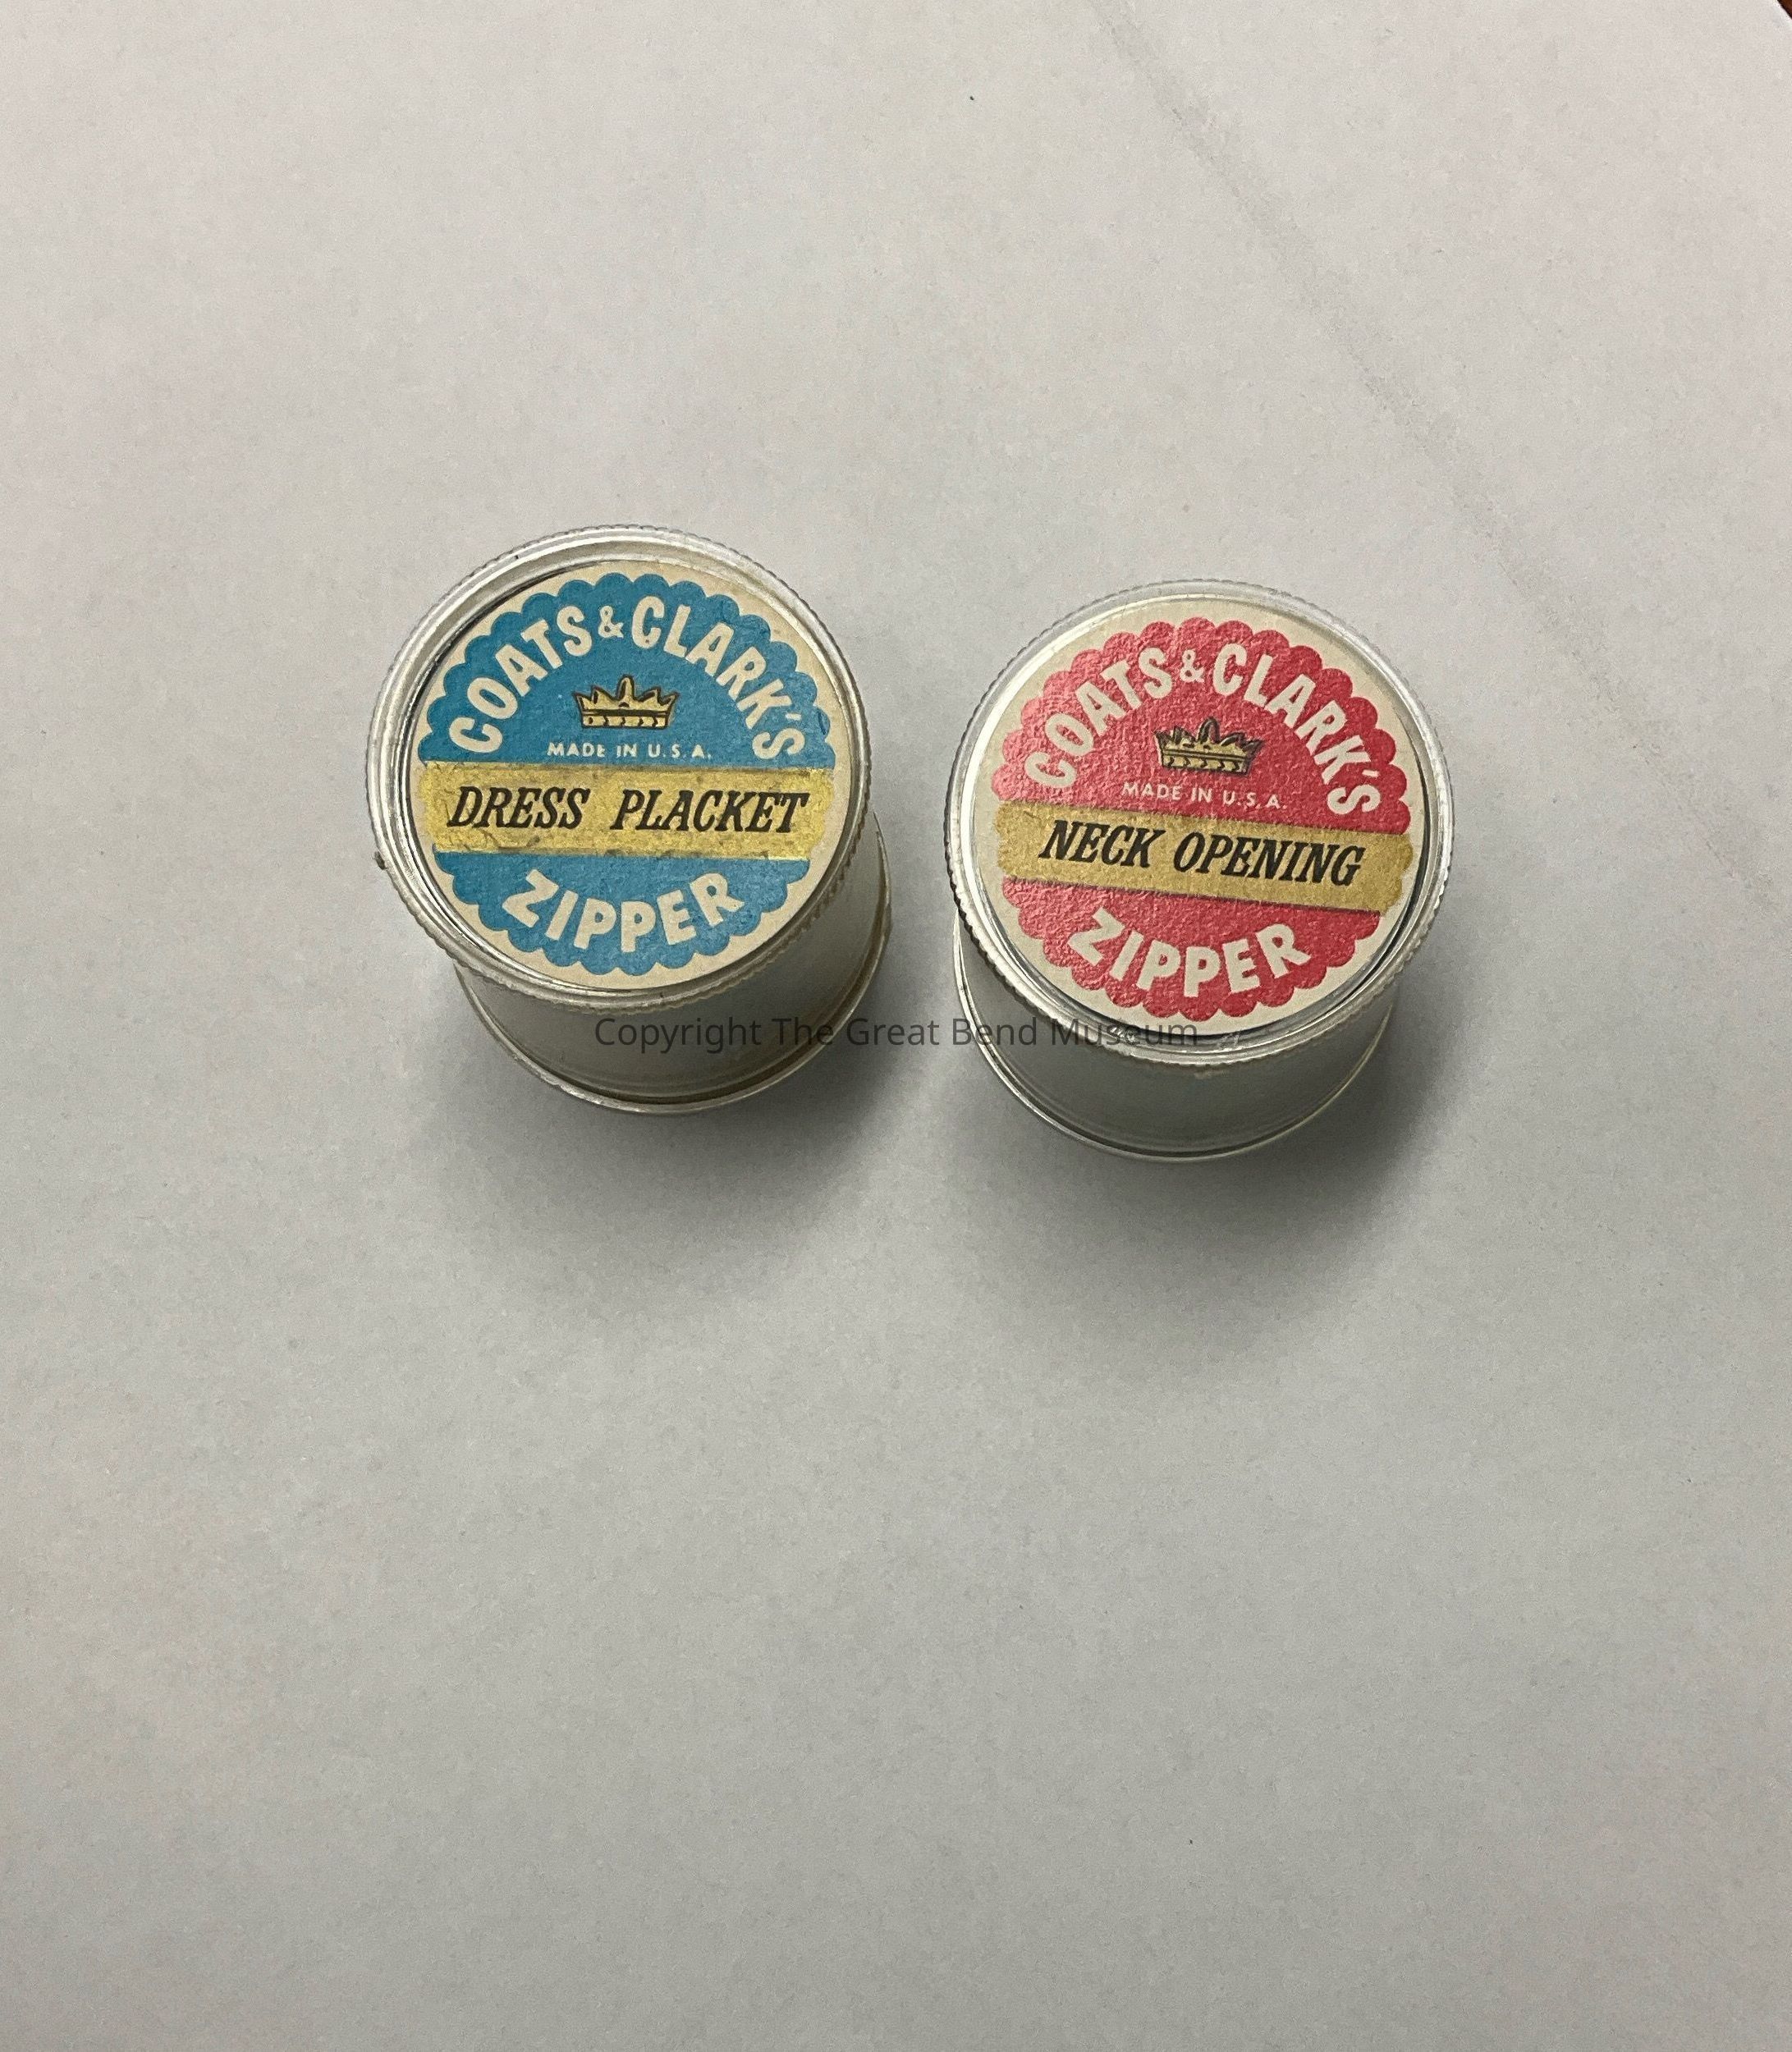 COATS & CLARK'S
MADE IN U.S.A.
DRESS PLACKET
ZIPPER
COATS & CLARK'S
MADE IN U.S.A.
NECK OPENING
ZIPPER
Copyright The Great Bend Museum